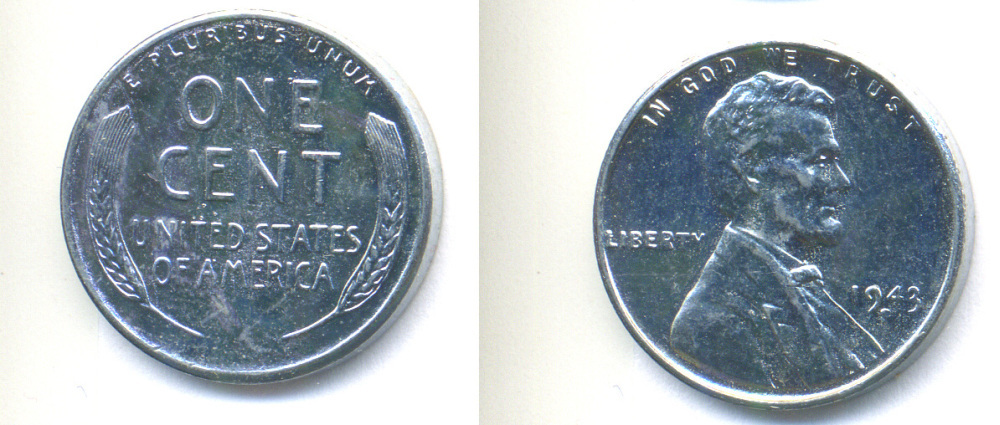 E PLURIBUS UNUM
ONE
CENT
UNITED STATES
OF AMERICA
IN GOD WE TRUST
LIBERTY
1943